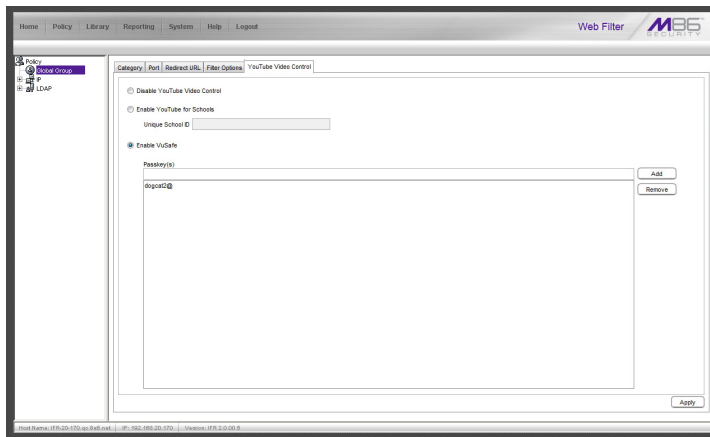 Home Policy Library Reporting System Help Logout
Web Filter
M86
SECURITY
Policy
Global Group
IP
LDAP
Category Port Redirect URL Filter Options YouTube Video Control
Disable YouTube Video Control
Enable YouTube for Schools
Unique School ID
Enable VuSafe
Passkey(s)
Add
dogcat2@
Remove
Apply
Host Name: IFR-20-170.qc.8e6.net IP: 192.168.20.170 Version: IFR 2.0.00.6